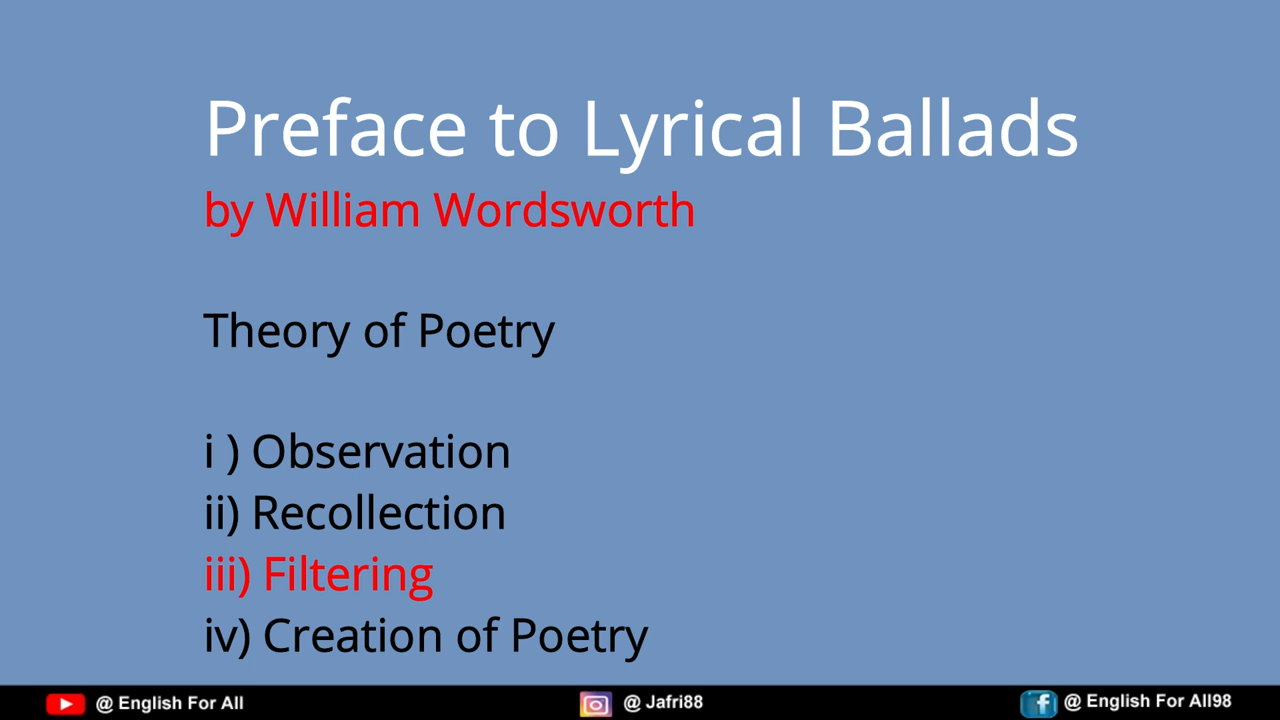 Preface to Lyrical Ballads
by William Wordsworth
Theory of Poetry
i ) Observation
ii) Recollection
iii) Filtering
iv) Creation of Poetry
@ English For All
@ Jafri88
@ English For All98